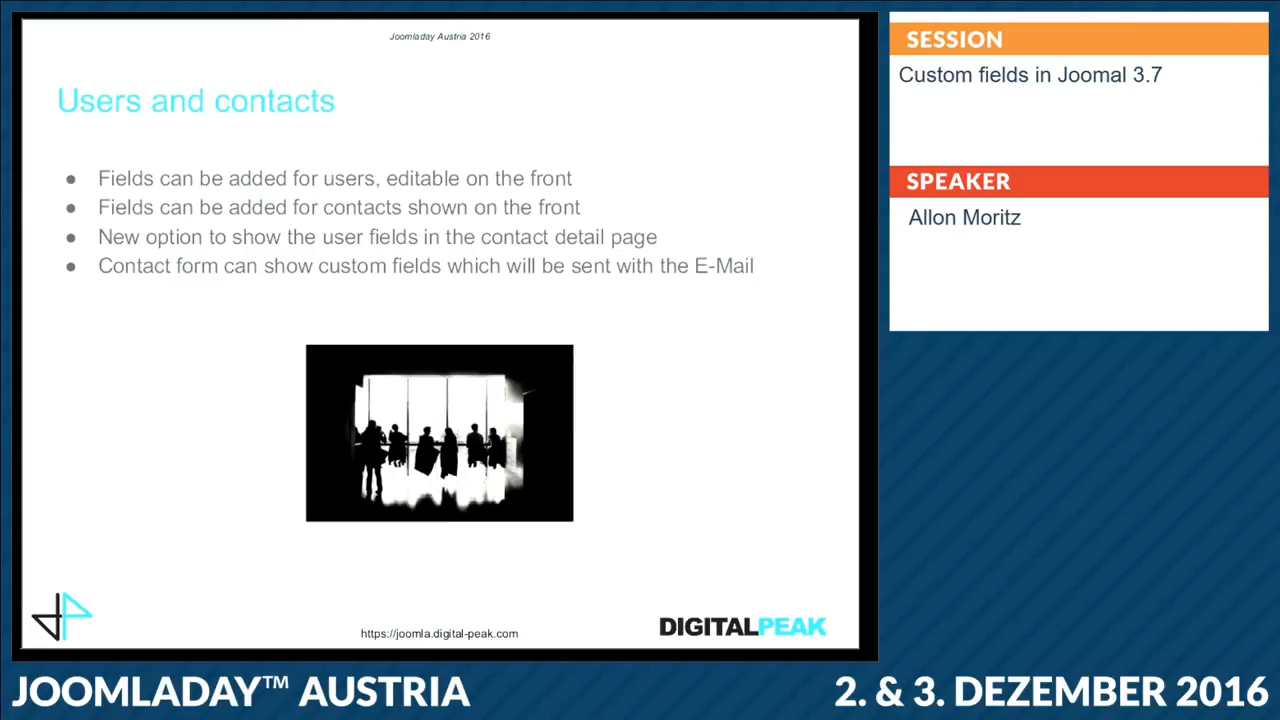 Joomladay Austria 2016
Users and contacts
● Fields can be added for users, editable on the front
● Fields can be added for contacts shown on the front
● New option to show the user fields in the contact detail page
● Contact form can show custom fields which will be sent with the E-Mail
https://joomla.digital-peak.com
DIGITALPEAK
SESSION
Custom fields in Joomal 3.7
SPEAKER
Allon Moritz
JOOMLADAY™ AUSTRIA
2. & 3. DEZEMBER 2016